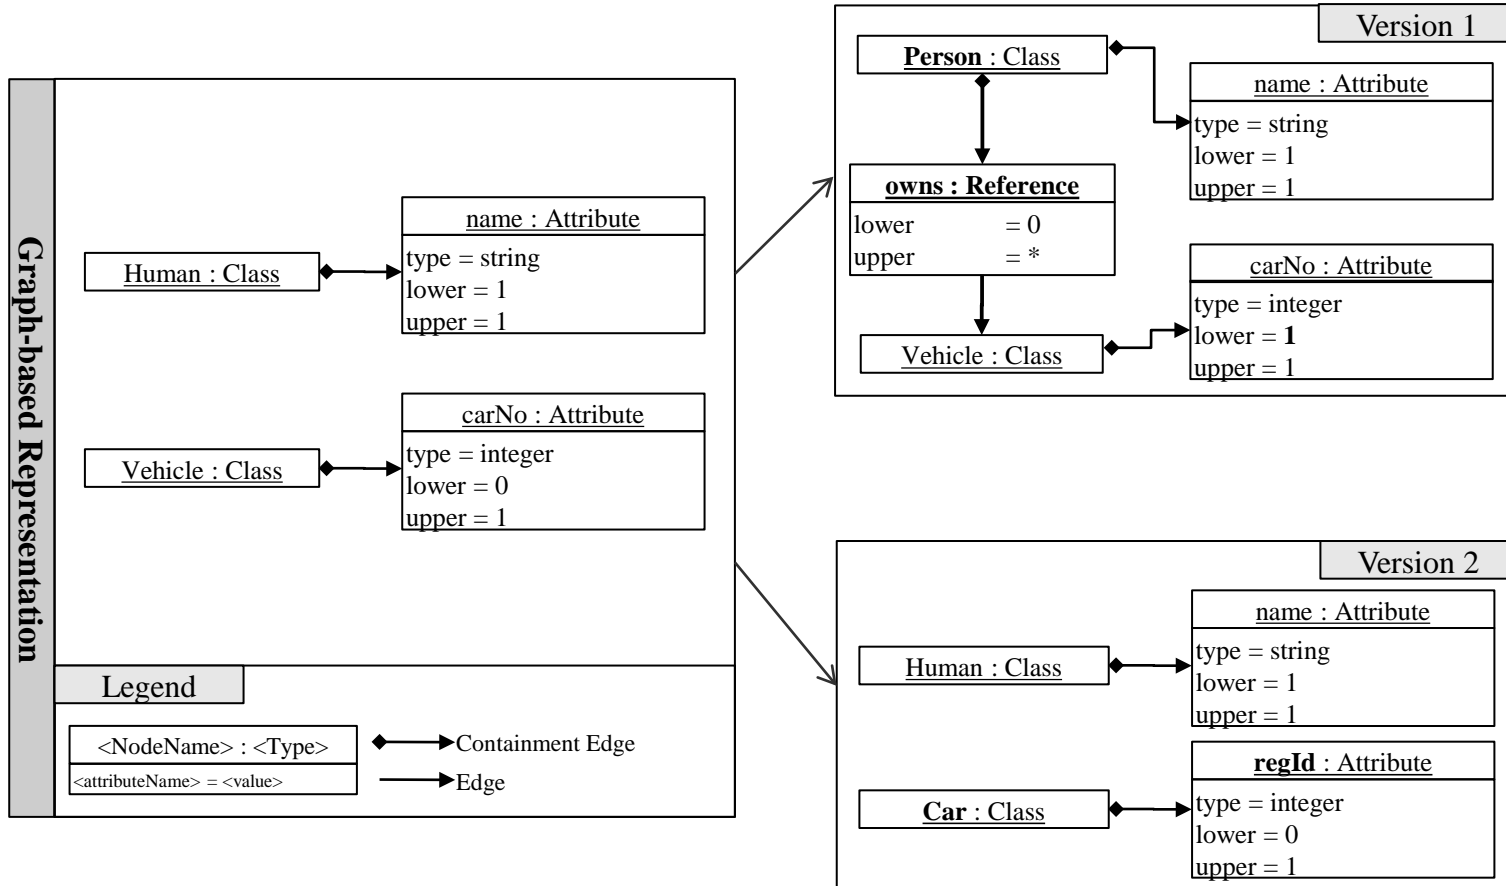 Graph-based Representation
Human : Class
name : Attribute
type = string
lower = 1
upper = 1
Vehicle : Class
carNo : Attribute
type = integer
lower = 0
upper = 1
Legend
<NodeName> : <Type>
<attributeName> = <value>
Containment Edge
Edge
Version 1
Person : Class
name : Attribute
type = string
lower = 1
upper = 1
owns : Reference
lower = 0
upper = *
Vehicle : Class
carNo : Attribute
type = integer
lower = 1
upper = 1
Version 2
Human : Class
name : Attribute
type = string
lower = 1
upper = 1
Car : Class
regId : Attribute
type = integer
lower = 0
upper = 1